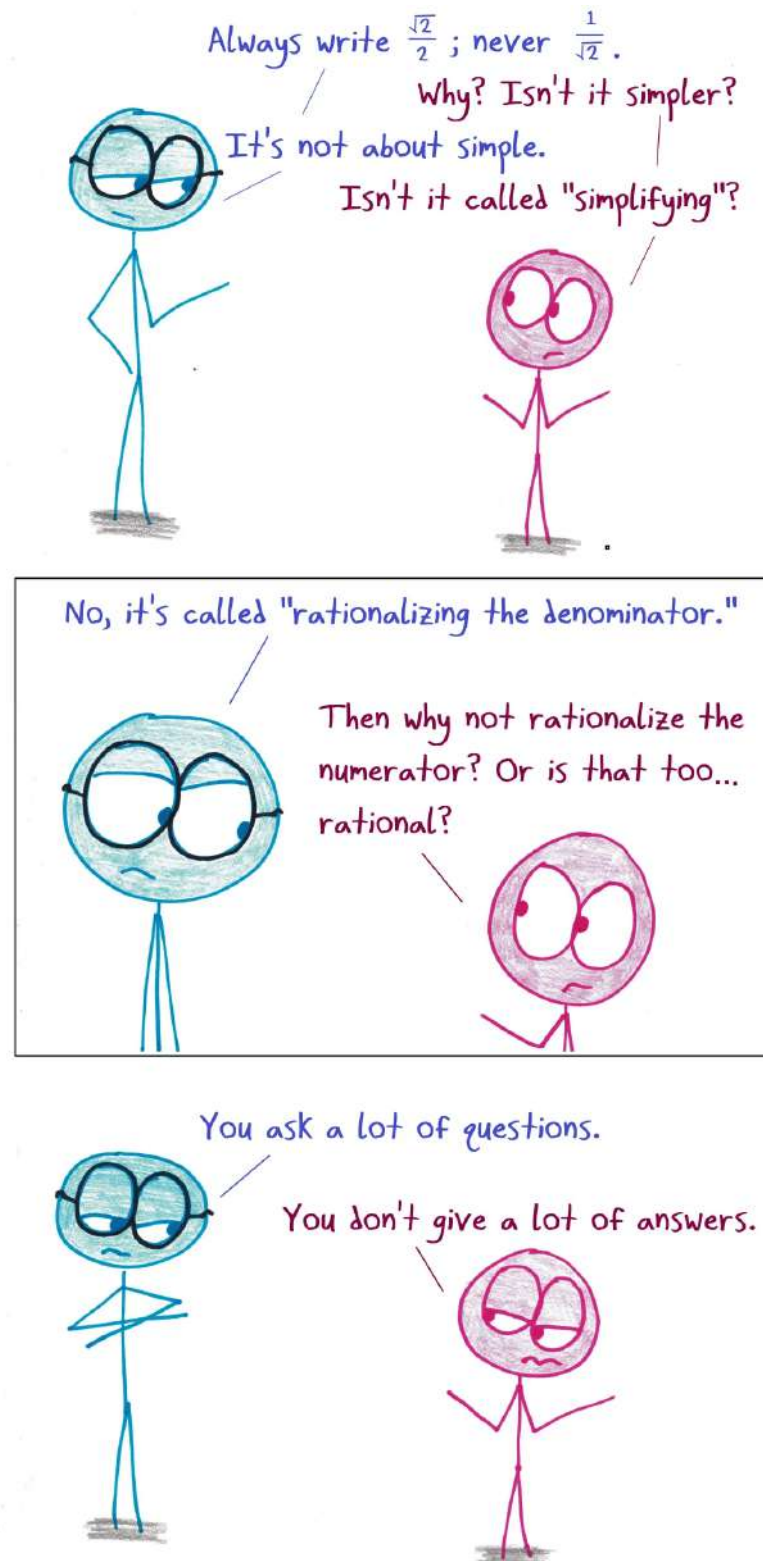 Always write √2/2 ; never 1/√2 .
Why? Isn't it simpler?
It's not about simple.
Isn't it called "simplifying"?
No, it's called "rationalizing the denominator."
Then why not rationalize the
numerator? Or is that too...
rational?
You ask a lot of questions.
You don't give a lot of answers.